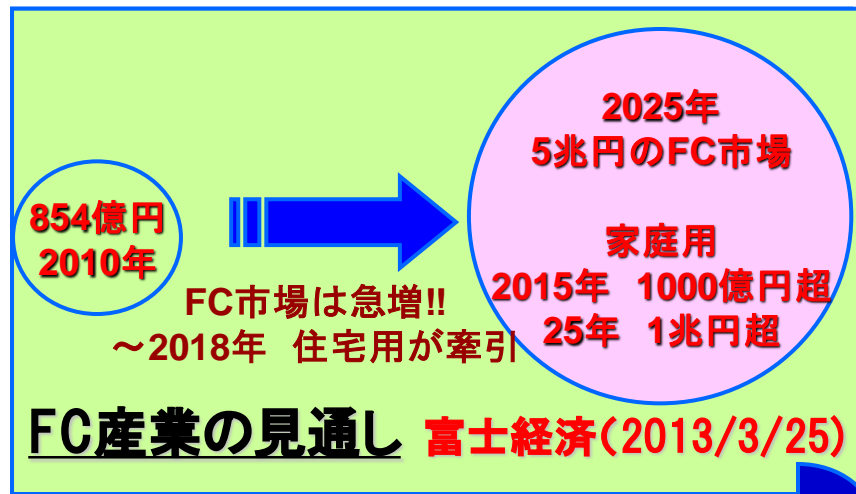 2025年
5兆円のFC市場
854億円
2010年
家庭用
2015年 1000億円超
25年 1兆円超
FC市場は急増!!
～2018年 住宅用が牽引
FC産業の見通し 富士経済(2013/3/25)